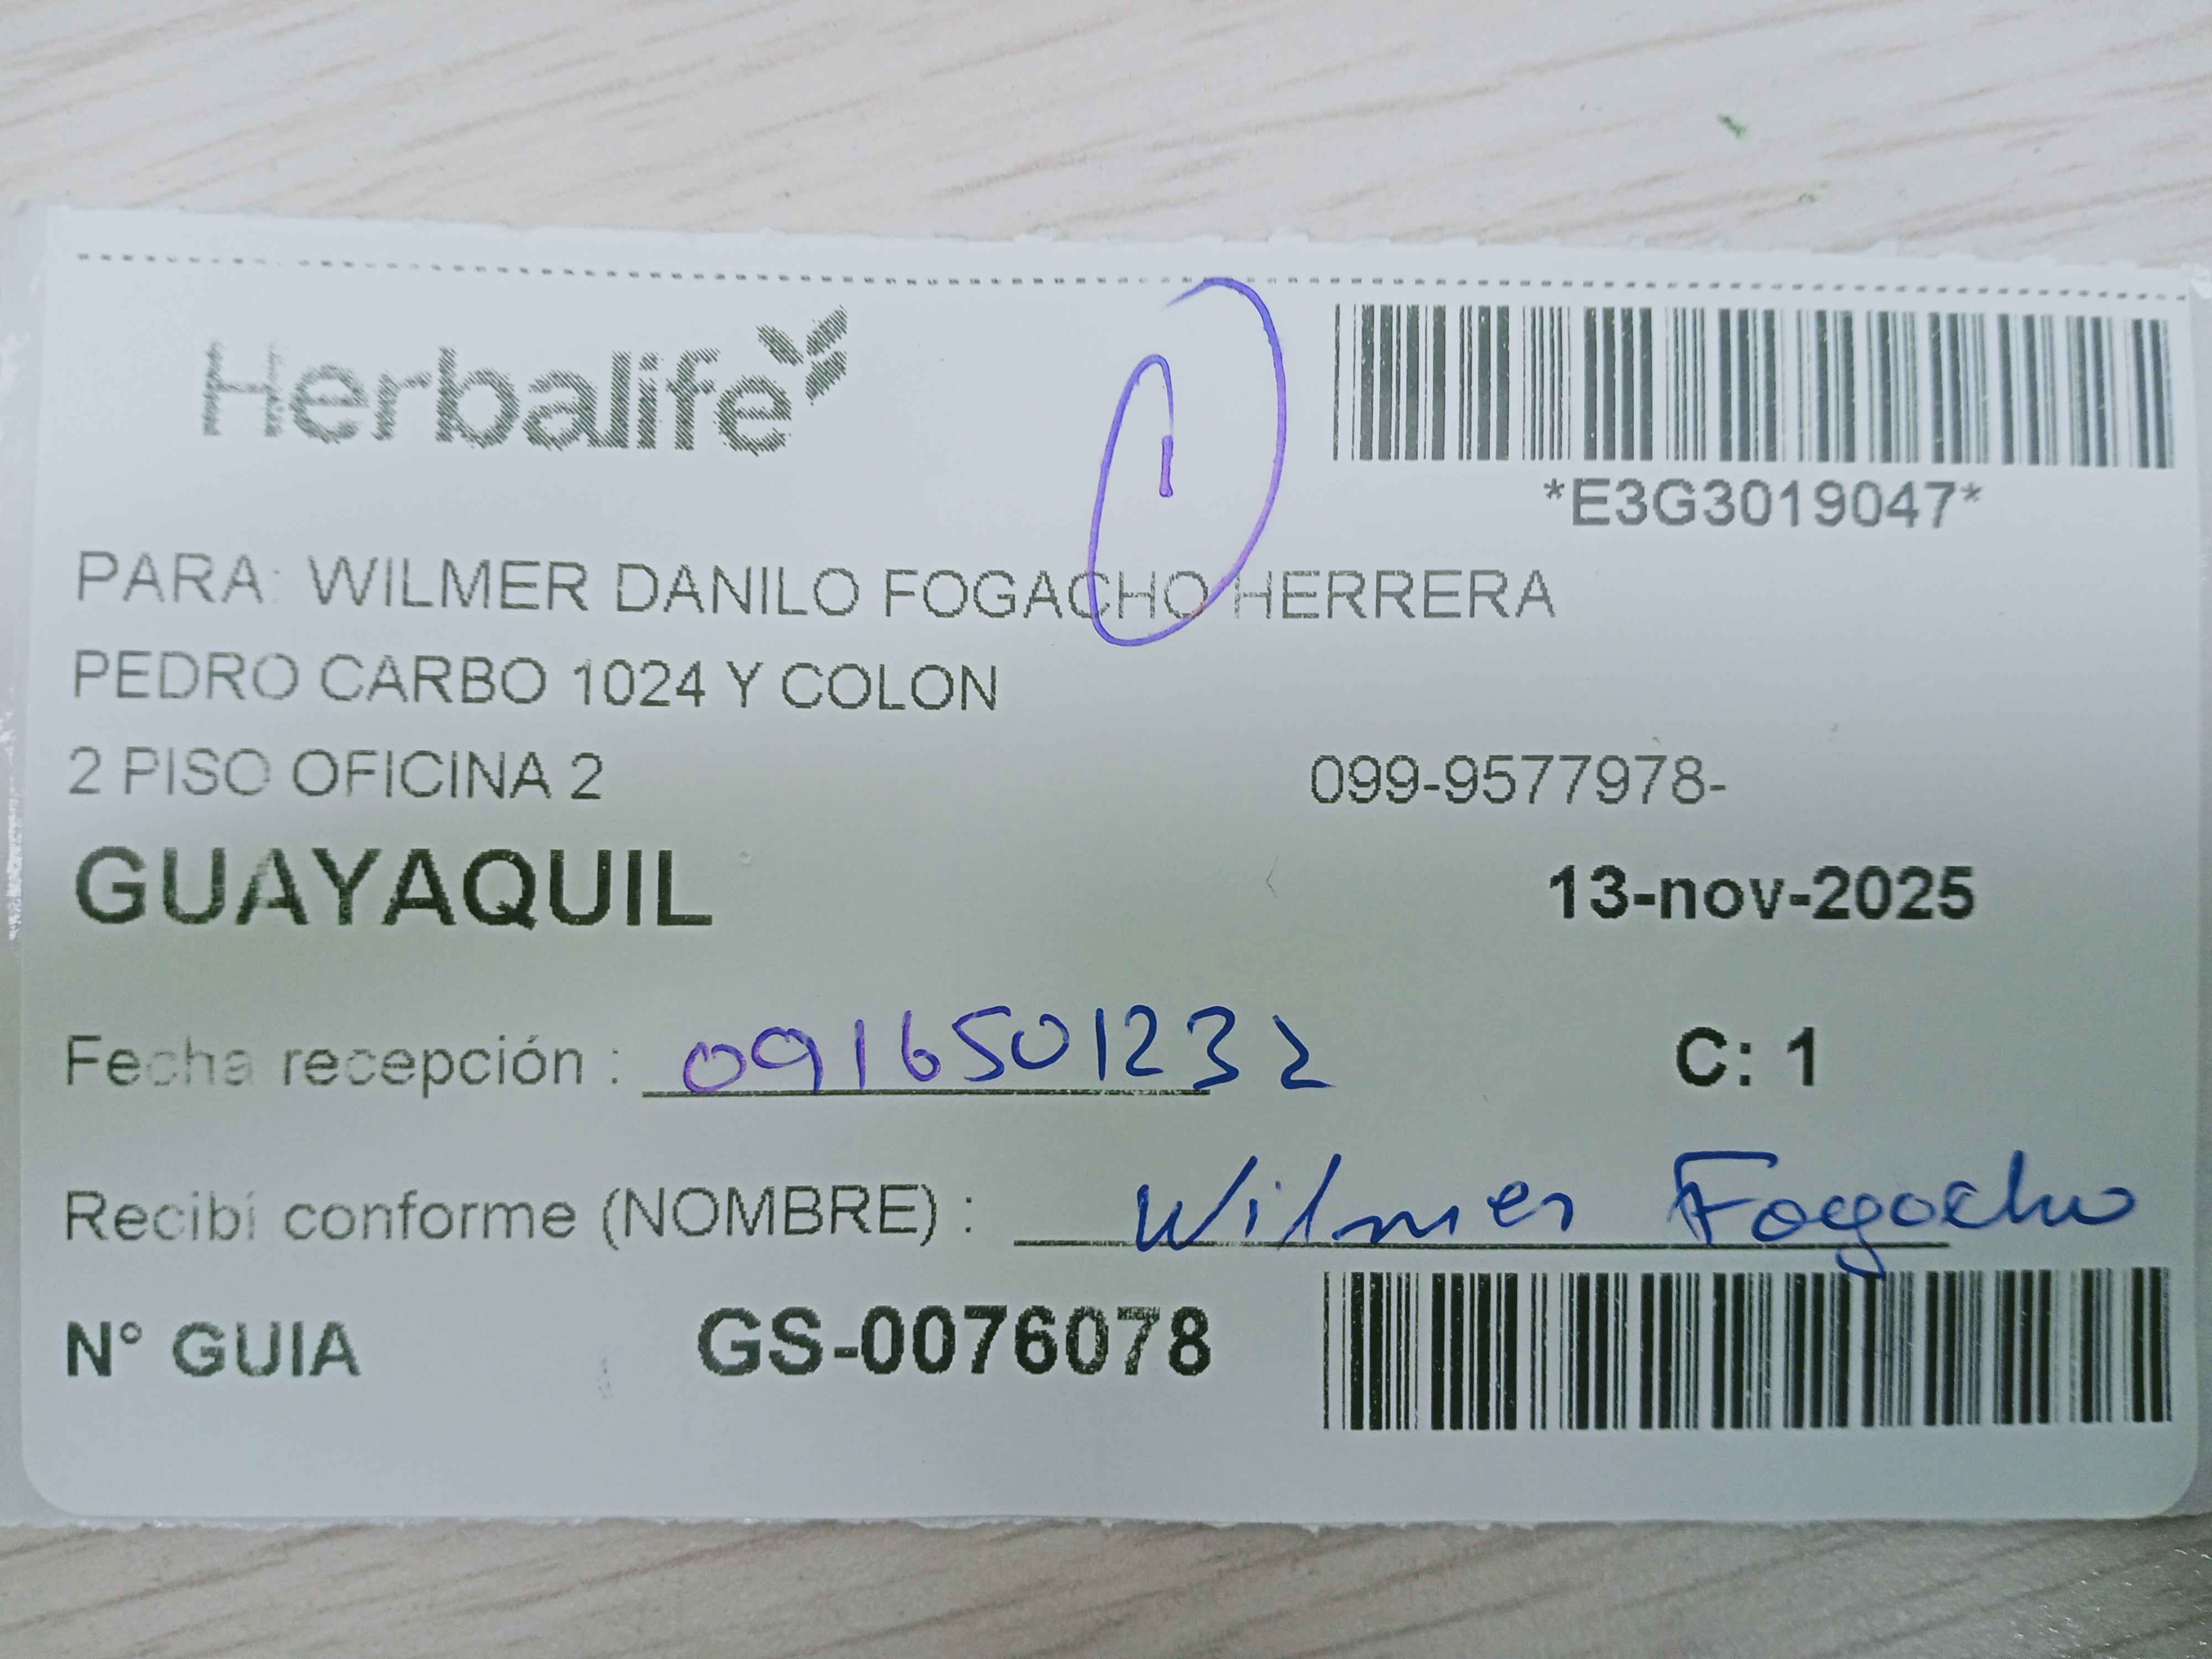 Herbalife
*E3G3019047*
PARA: WILMER DANILO FOGACHO HERRERA
PEDRO CARBO 1024 Y COLON
2 PISO OFICINA 2 099-9577978-
GUAYAQUIL 13-nov-2025
Fecha recepción : 0916501232 C: 1
Recibí conforme (NOMBRE) : Wilmer Fogacho
N° GUIA GS-0076078